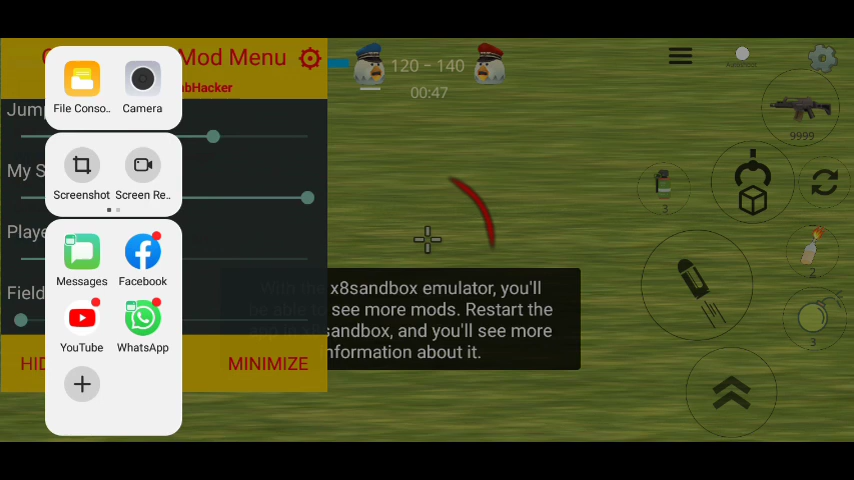 Mod Menu
bHacker
120 - 140
00:47
Jum
My S
Playe
Field
HID
MINIMIZE
File Conso..
Camera
Screenshot
Screen Re..
Messages
Facebook
YouTube
WhatsApp
With the x8sandbox emulator, you'll
be able to see more mods. Restart the
app in x8sandbox, and you'll see more
information about it.
9999
3
2
3